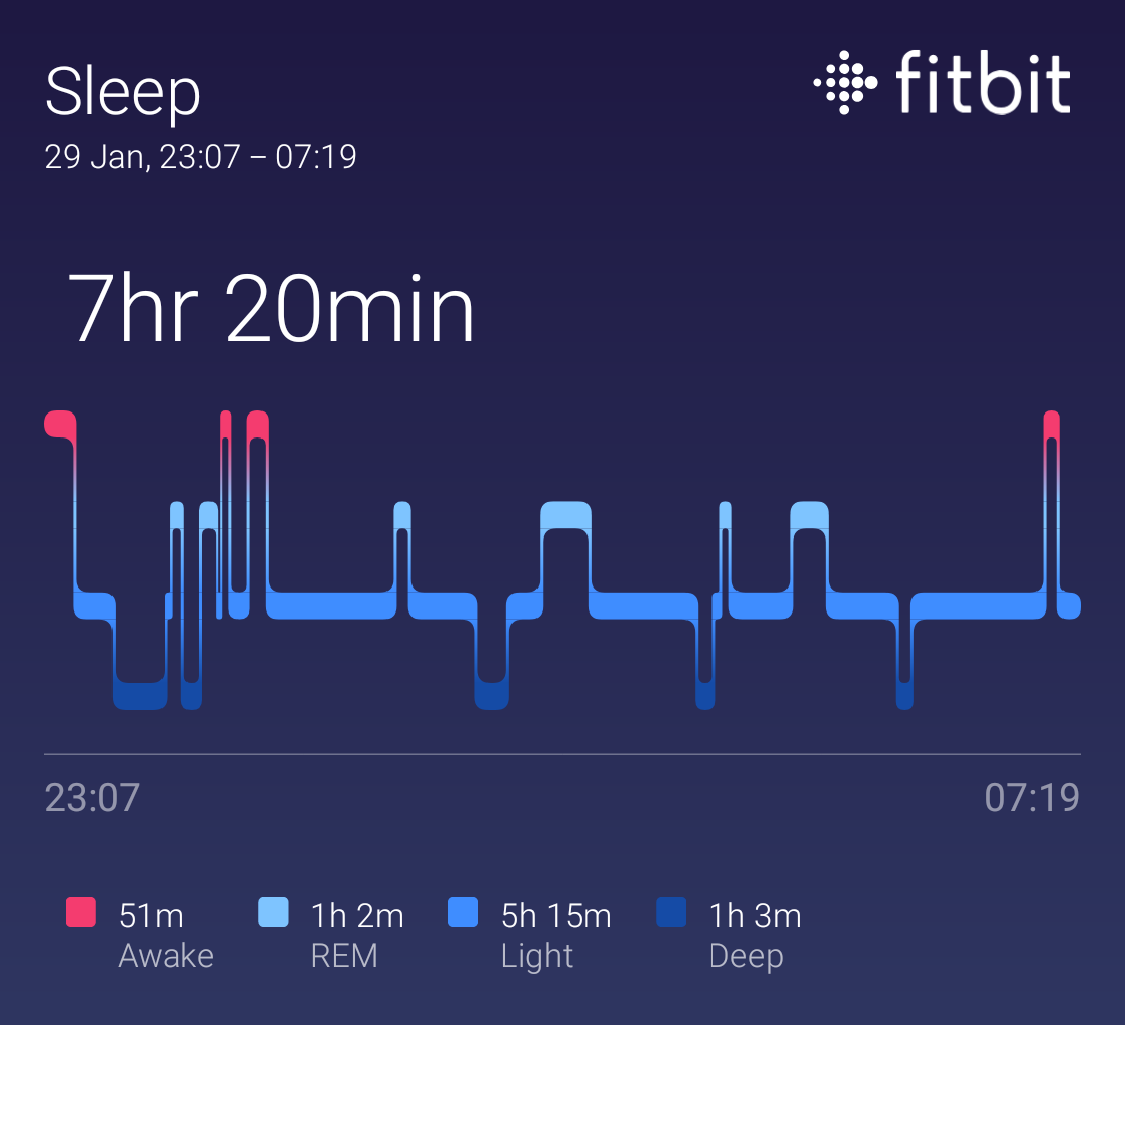 Sleep
fitbit
29 Jan, 23:07 – 07:19
7hr 20min
23:07
07:19
51m
Awake
1h 2m
REM
5h 15m
Light
1h 3m
Deep